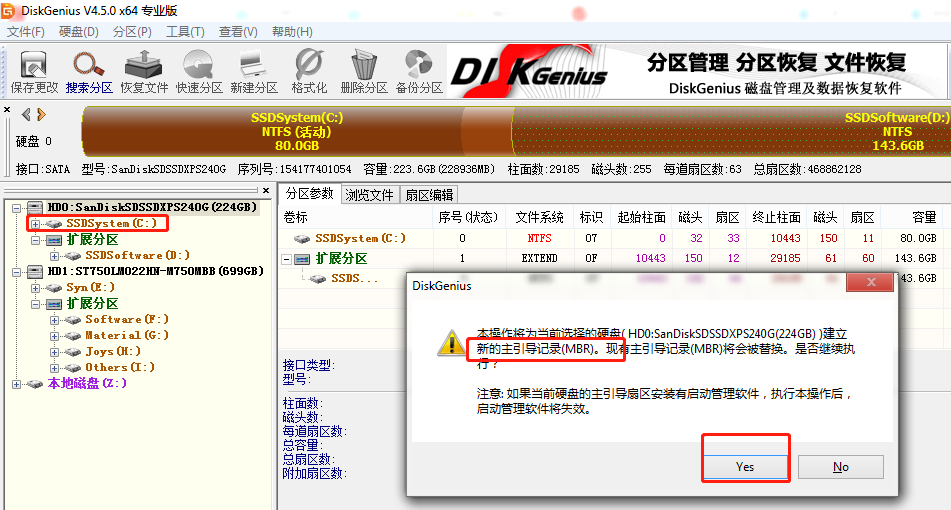 DiskGenius V4.5.0 x64 专业版
文件(F) 硬盘(D) 分区(P) 工具(T) 查看(V) 帮助(H)
保存更改 搜索分区 恢复文件 快速分区 新建分区 格式化 删除分区 备份分区
DISKGENIUS
分区管理 分区恢复 文件恢复
DiskGenius 磁盘管理及数据恢复软件
硬盘 0
SSDSystem(C:)
NTFS (活动)
80.0GB
SSDSoftware(D:)
NTFS
143.6GB
接口:SATA 型号:SanDiskSDSSDXPS240G 序列号:154177401054 容量:223.6GB(228936MB) 柱面数:29185 磁头数:255 每道扇区数:63 总扇区数:468862128
HD0:SanDiskSDSSDXPS240G(224GB)
SSDSystem(C:)
扩展分区
SSDSoftware(D:)
HD1:ST750LM022HN-M750MBB(699GB)
Syn(E:)
扩展分区
Software(F:)
Material(G:)
Joys(H:)
Others(I:)
本地磁盘(Z:)
分区参数 浏览文件 扇区编辑
卷标 序号(状态) 文件系统 标识 起始柱面 磁头 扇区 终止柱面 磁头 扇区 容量
SSDSystem(C:) 0 NTFS 07 0 32 33 10443 150 11 80.0GB
扩展分区 1 EXTEND 0F 10443 150 12 29185 61 60 143.6GB
SSDS... 143.6GB
接口类型:
型号:
柱面数:
磁头数:
每道扇区数:
总容量:
总扇区数:
附加扇区数:
DiskGenius
本操作将为当前选择的硬盘( HD0:SanDiskSDSSDXPS240G(224GB) )建立
新的主引导记录(MBR)。现有主引导记录(MBR)将会被替换。是否继续执
行？
注意: 如果当前硬盘的主引导扇区安装有启动管理软件，执行本操作后，
启动管理软件将失效。
Yes
No